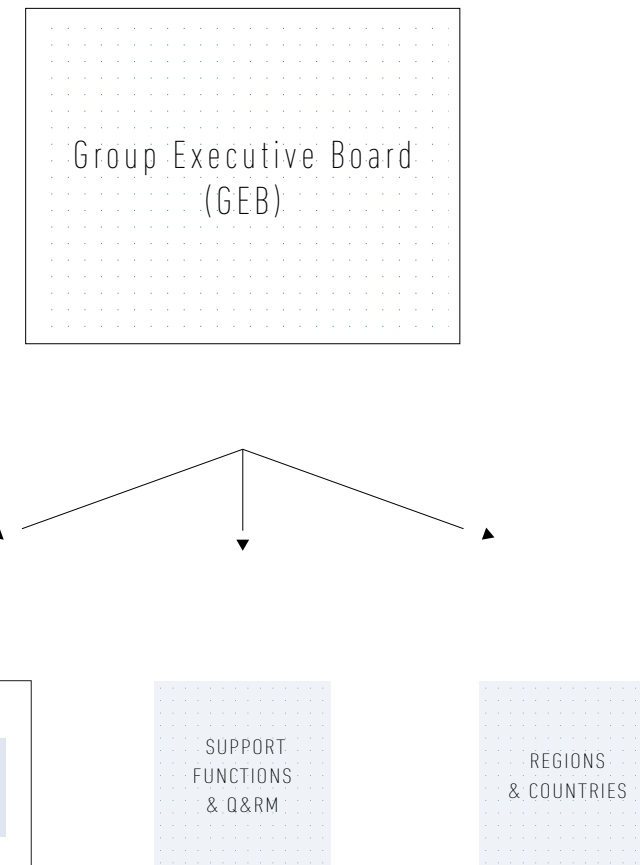 Group Executive Board
(GEB)
SUPPORT
FUNCTIONS
& Q&RM
REGIONS
& COUNTRIES